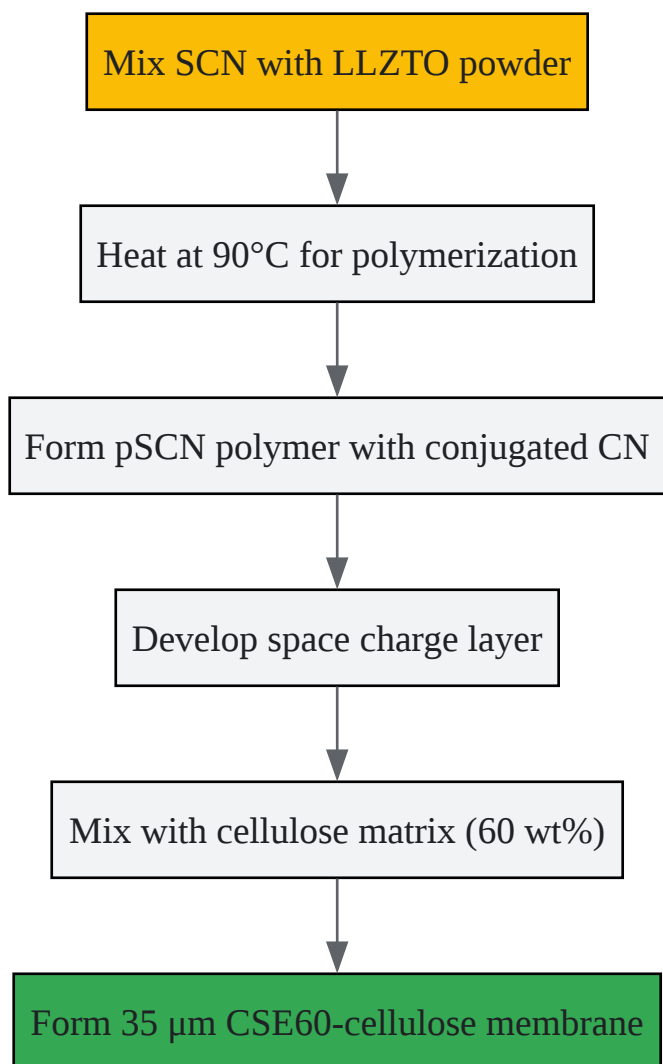 Mix SCN with LLZTO powder
Heat at 90°C for polymerization
Form pSCN polymer with conjugated CN
Develop space charge layer
Mix with cellulose matrix (60 wt%)
Form 35 μm CSE60-cellulose membrane